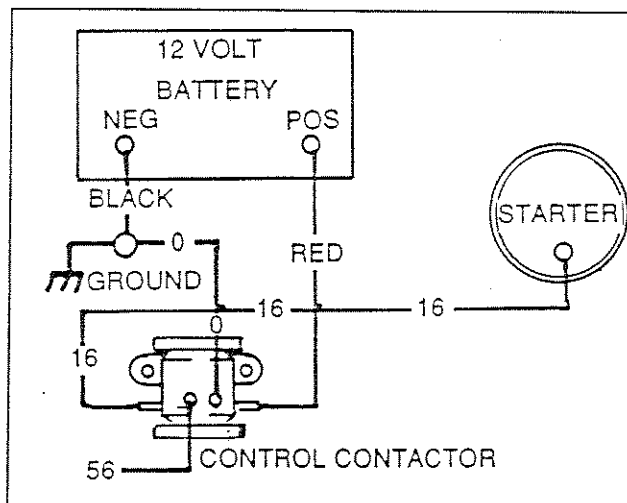 12 VOLT
BATTERY
NEG POS
BLACK
STARTER
0
RED
GROUND
16 16
0
16
CONTROL CONTACTOR
56